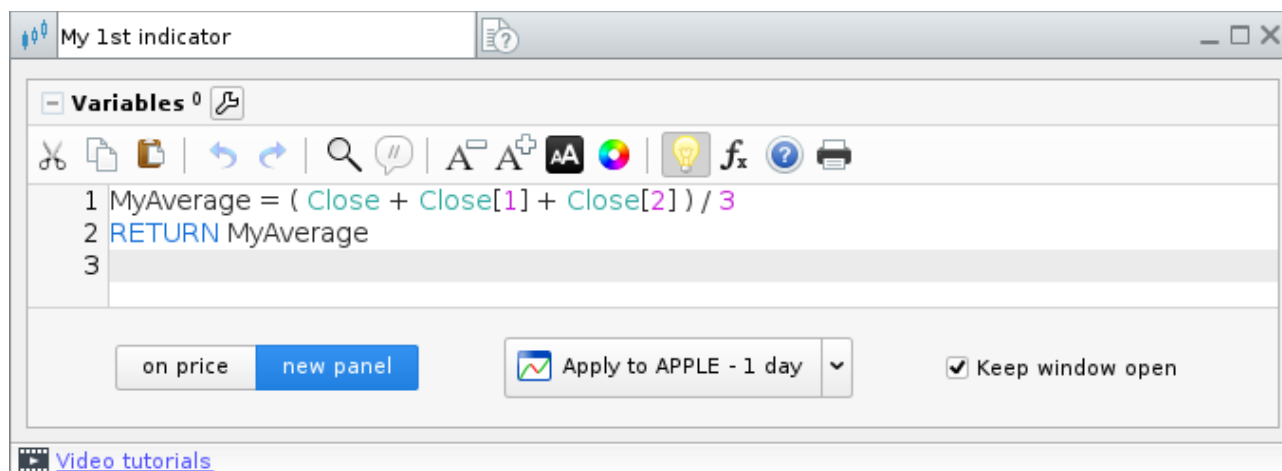 My 1st indicator
Variables 0
1 MyAverage = ( Close + Close[1] + Close[2] ) / 3
2 RETURN MyAverage
3
on price new panel Apply to APPLE - 1 day Keep window open
Video tutorials